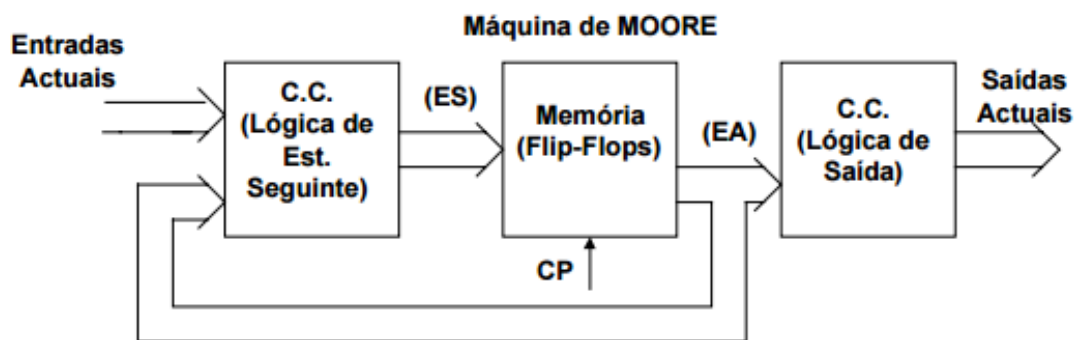 Máquina de MOORE
Entradas
Actuais
C.C.
(Lógica de
Est.
Seguinte)
(ES)
Memória
(Flip-Flops)
CP
(EA)
C.C.
(Lógica de
Saída)
Saídas
Actuais